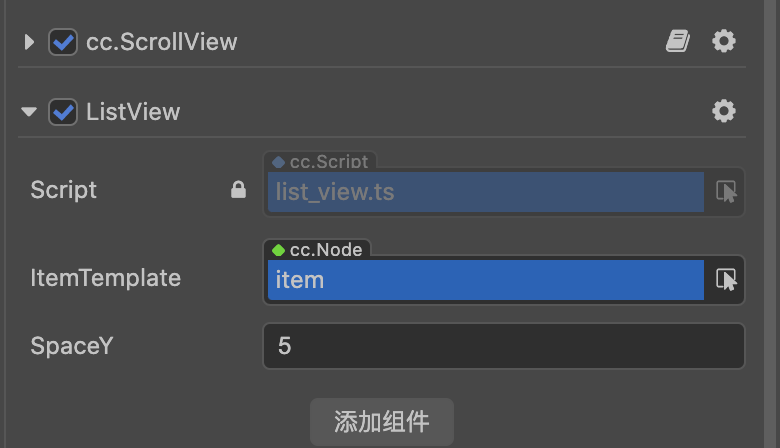 cc.ScrollView
ListView
cc.Script
Script list_view.ts
cc.Node
ItemTemplate item
SpaceY 5
添加组件